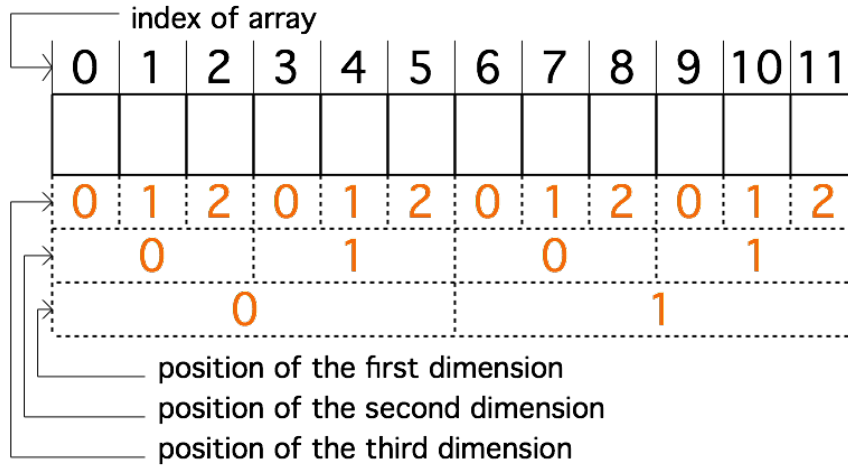 index of array
0 1 2 3 4 5 6 7 8 9 10 11
0 1 2 0 1 2 0 1 2 0 1 2
0 1 0 1
0 1
position of the first dimension
position of the second dimension
position of the third dimension